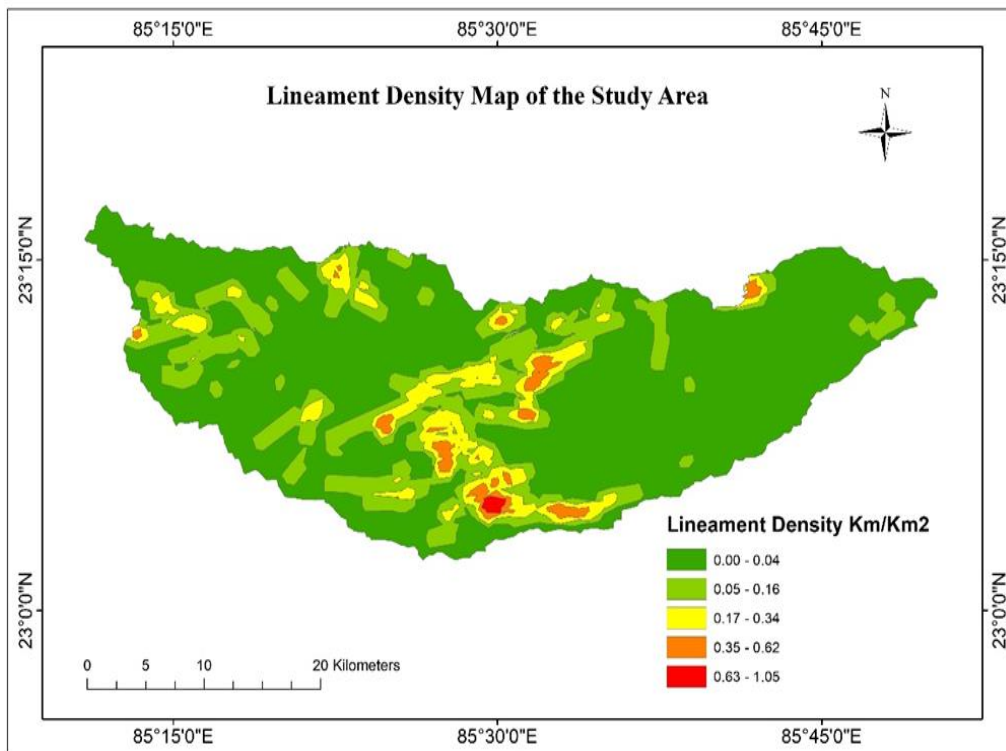 85°15'0"E 85°30'0"E 85°45'0"E
Lineament Density Map of the Study Area
N
23°15'0"N 23°15'0"N
Lineament Density Km/Km2
0.00 - 0.04
0.05 - 0.16
0.17 - 0.34
0.35 - 0.62
0.63 - 1.05
23°0'0"N 23°0'0"N
0 5 10 20 Kilometers
85°15'0"E 85°30'0"E 85°45'0"E